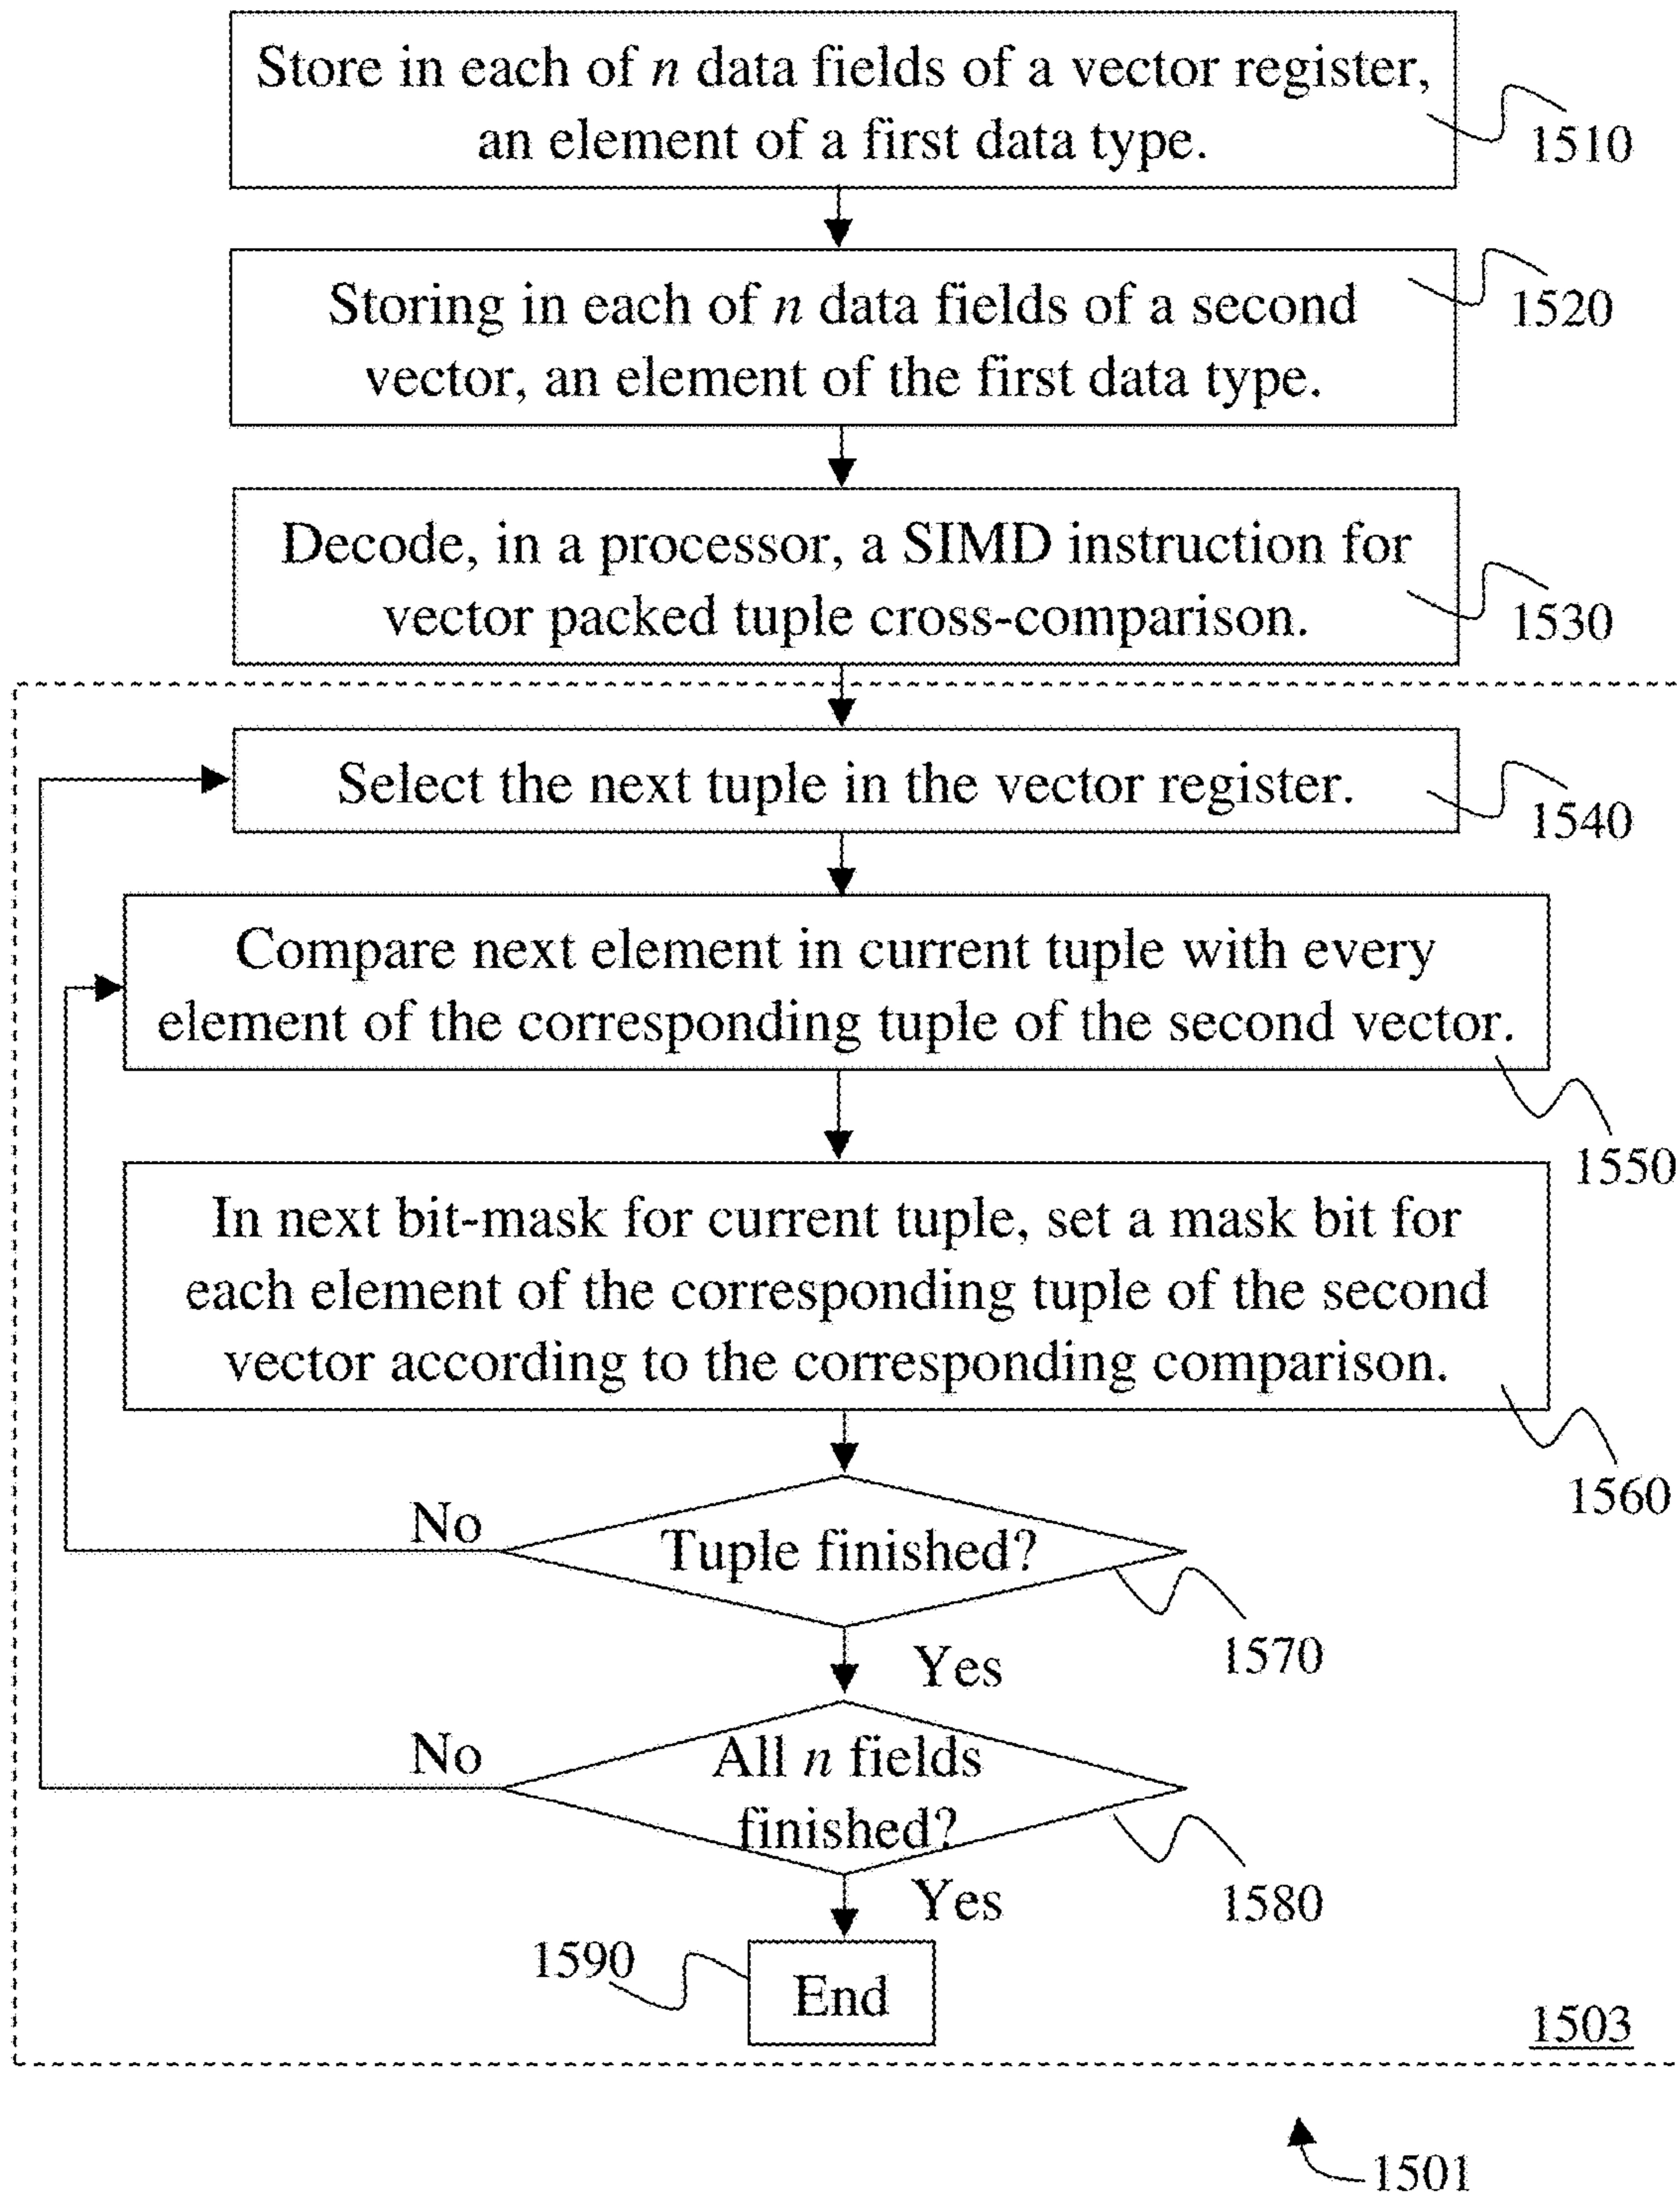 Store in each of n data fields of a vector register,
an element of a first data type.
1510
Storing in each of n data fields of a second
vector, an element of the first data type.
1520
Decode, in a processor, a SIMD instruction for
vector packed tuple cross-comparison.
1530
Select the next tuple in the vector register.
1540
Compare next element in current tuple with every
element of the corresponding tuple of the second vector.
1550
In next bit-mask for current tuple, set a mask bit for
each element of the corresponding tuple of the second
vector according to the corresponding comparison.
1560
No
Tuple finished?
1570
Yes
No
All n fields
finished?
1580
Yes
1590
End
1503
1501